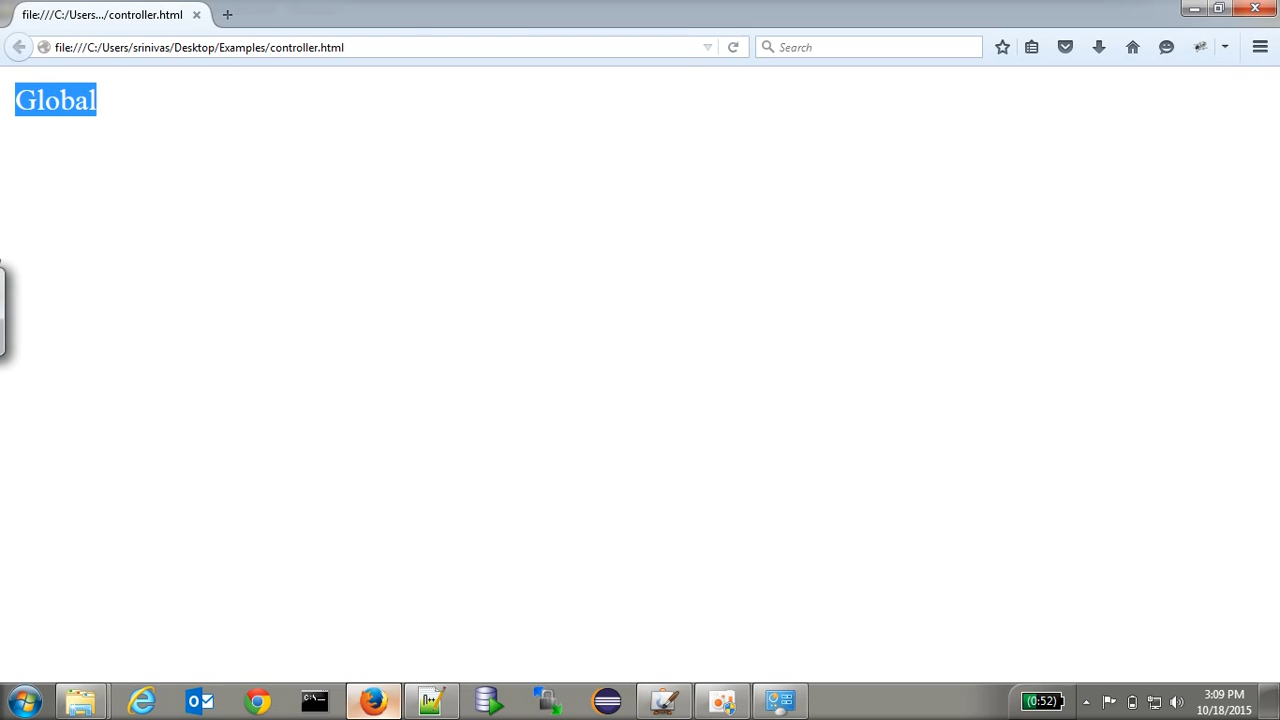 file:///C:/Users.../controller.html
file:///C:/Users/srinivas/Desktop/Examples/controller.html
Search
Global
(0:52)
3:09 PM
10/18/2015